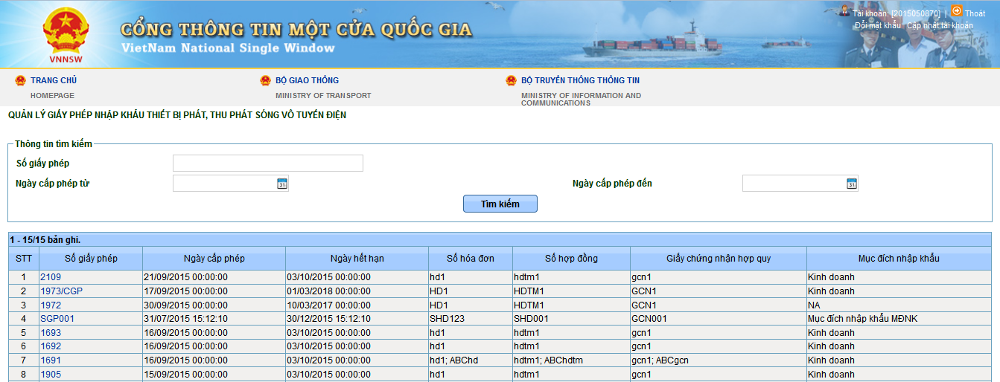 VNNSW
CỔNG THÔNG TIN MỘT CỬA QUỐC GIA
VietNam National Single Window
Tài khoản: [2015050870] | Thoát
Đổi mật khẩu Cập nhật tài khoản
TRANG CHỦ
HOMEPAGE
BỘ GIAO THÔNG
MINISTRY OF TRANSPORT
BỘ TRUYỀN THÔNG THÔNG TIN
MINISTRY OF INFORMATION AND
COMMUNICATIONS
QUẢN LÝ GIẤY PHÉP NHẬP KHẨU THIẾT BỊ PHÁT, THU PHÁT SÓNG VÔ TUYẾN ĐIỆN
Thông tin tìm kiếm
Số giấy phép
Ngày cấp phép từ 31 Ngày cấp phép đến 31
Tìm kiếm
1 - 15/15 bản ghi.
STT Số giấy phép Ngày cấp phép Ngày hết hạn Số hóa đơn Số hợp đồng Giấy chứng nhận hợp quy Mục đích nhập khẩu
1 2109 21/09/2015 00:00:00 03/10/2015 00:00:00 hd1 hdtm1 gcn1 Kinh doanh
2 1973/CGP 17/09/2015 00:00:00 01/03/2018 00:00:00 HD1 HDTM1 GCN1 Kinh doanh
3 1972 30/09/2015 00:00:00 10/03/2017 00:00:00 HD1 HDTM1 GCN1 NA
4 SGP001 31/07/2015 15:12:10 30/12/2015 15:12:10 SHD123 SHD001 GCN001 Mục đích nhập khẩu MĐNK
5 1693 16/09/2015 00:00:00 03/10/2015 00:00:00 hd1 hdtm1 gcn1 Kinh doanh
6 1692 16/09/2015 00:00:00 03/10/2015 00:00:00 hd1 hdtm1 gcn1 Kinh doanh
7 1691 16/09/2015 00:00:00 03/10/2015 00:00:00 hd1; ABChd hdtm1; ABChdtm gcn1; ABCgcn Kinh doanh
8 1905 15/09/2015 00:00:00 03/10/2015 00:00:00 hd1 hdtm1 gcn1 Kinh doanh